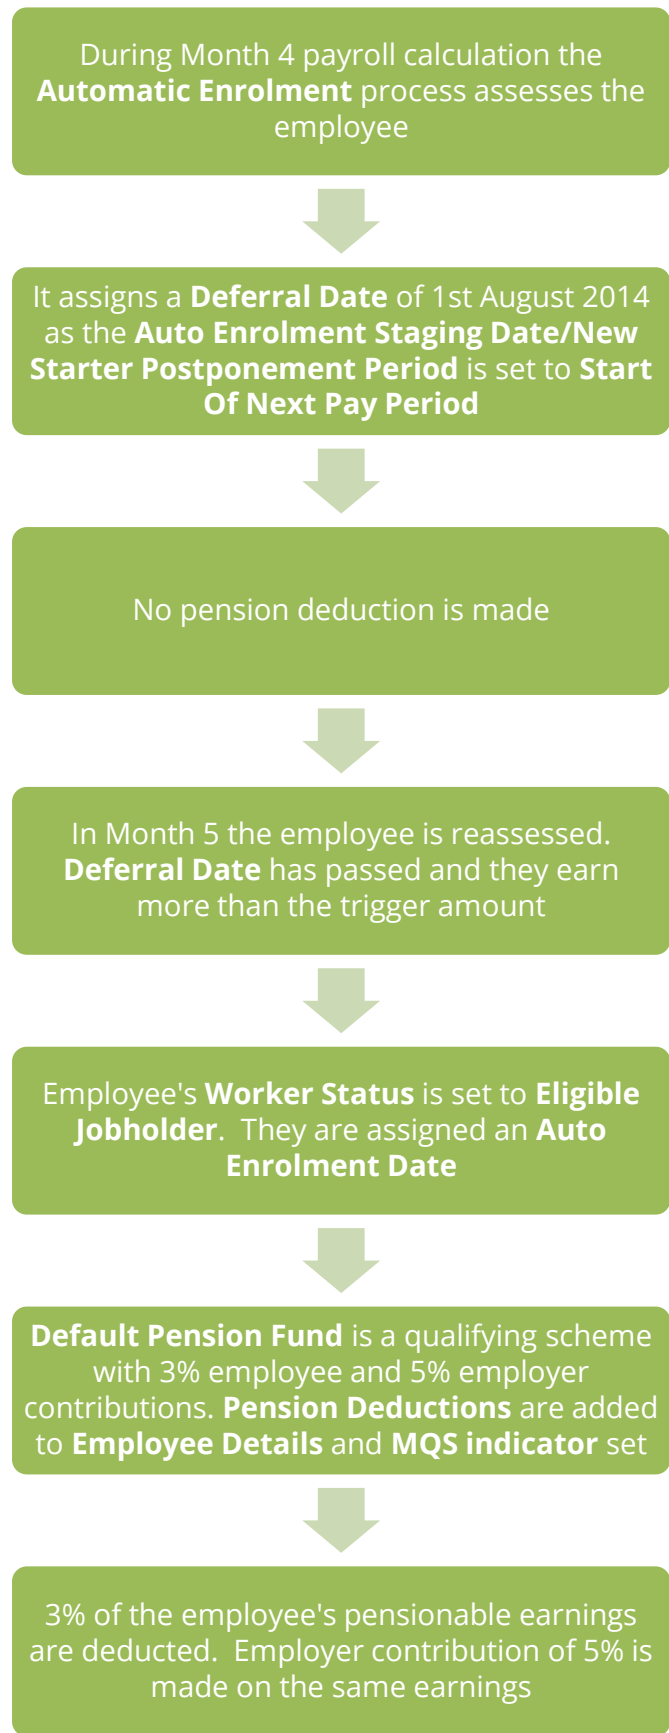 During Month 4 payroll calculation the
Automatic Enrolment process assesses the
employee
It assigns a Deferral Date of 1st August 2014
as the Auto Enrolment Staging Date/New
Starter Postponement Period is set to Start
Of Next Pay Period
No pension deduction is made
In Month 5 the employee is reassessed.
Deferral Date has passed and they earn
more than the trigger amount
Employee's Worker Status is set to Eligible
Jobholder.  They are assigned an Auto
Enrolment Date
Default Pension Fund is a qualifying scheme
with 3% employee and 5% employer
contributions. Pension Deductions are added
to Employee Details and MQS indicator set
3% of the employee's pensionable earnings
are deducted.  Employer contribution of 5% is
made on the same earnings